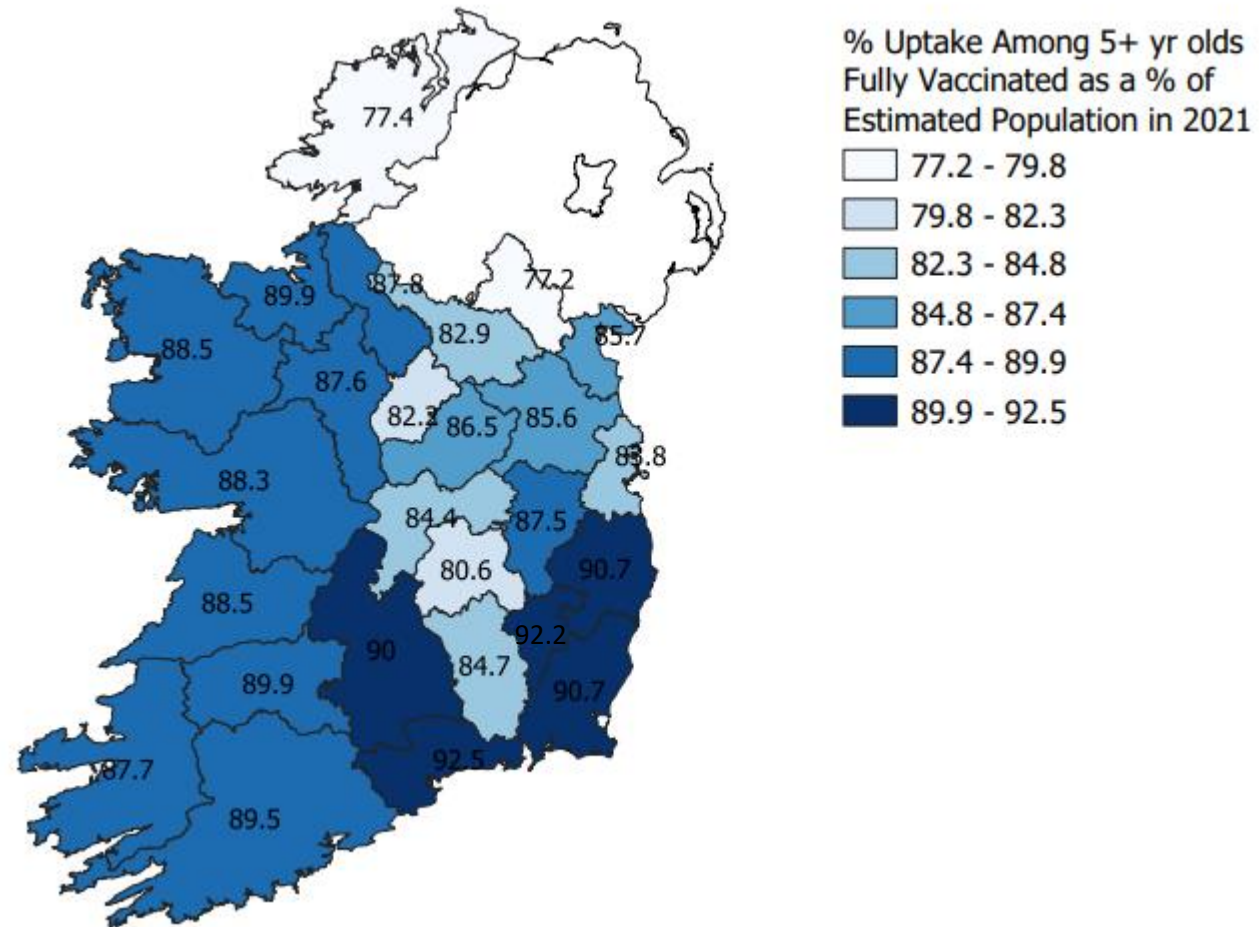 % Uptake Among 5+ yr olds
Fully Vaccinated as a % of
Estimated Population in 2021
77.2 - 79.8
79.8 - 82.3
82.3 - 84.8
84.8 - 87.4
87.4 - 89.9
89.9 - 92.5
77.4
87.8
77.2
89.9
82.9
85.7
88.5
87.6
82.2
86.5
85.6
83.8
88.3
84.4
87.5
80.6
90.7
88.5
92.2
90
84.7
89.9
90.7
92.5
87.7
89.5